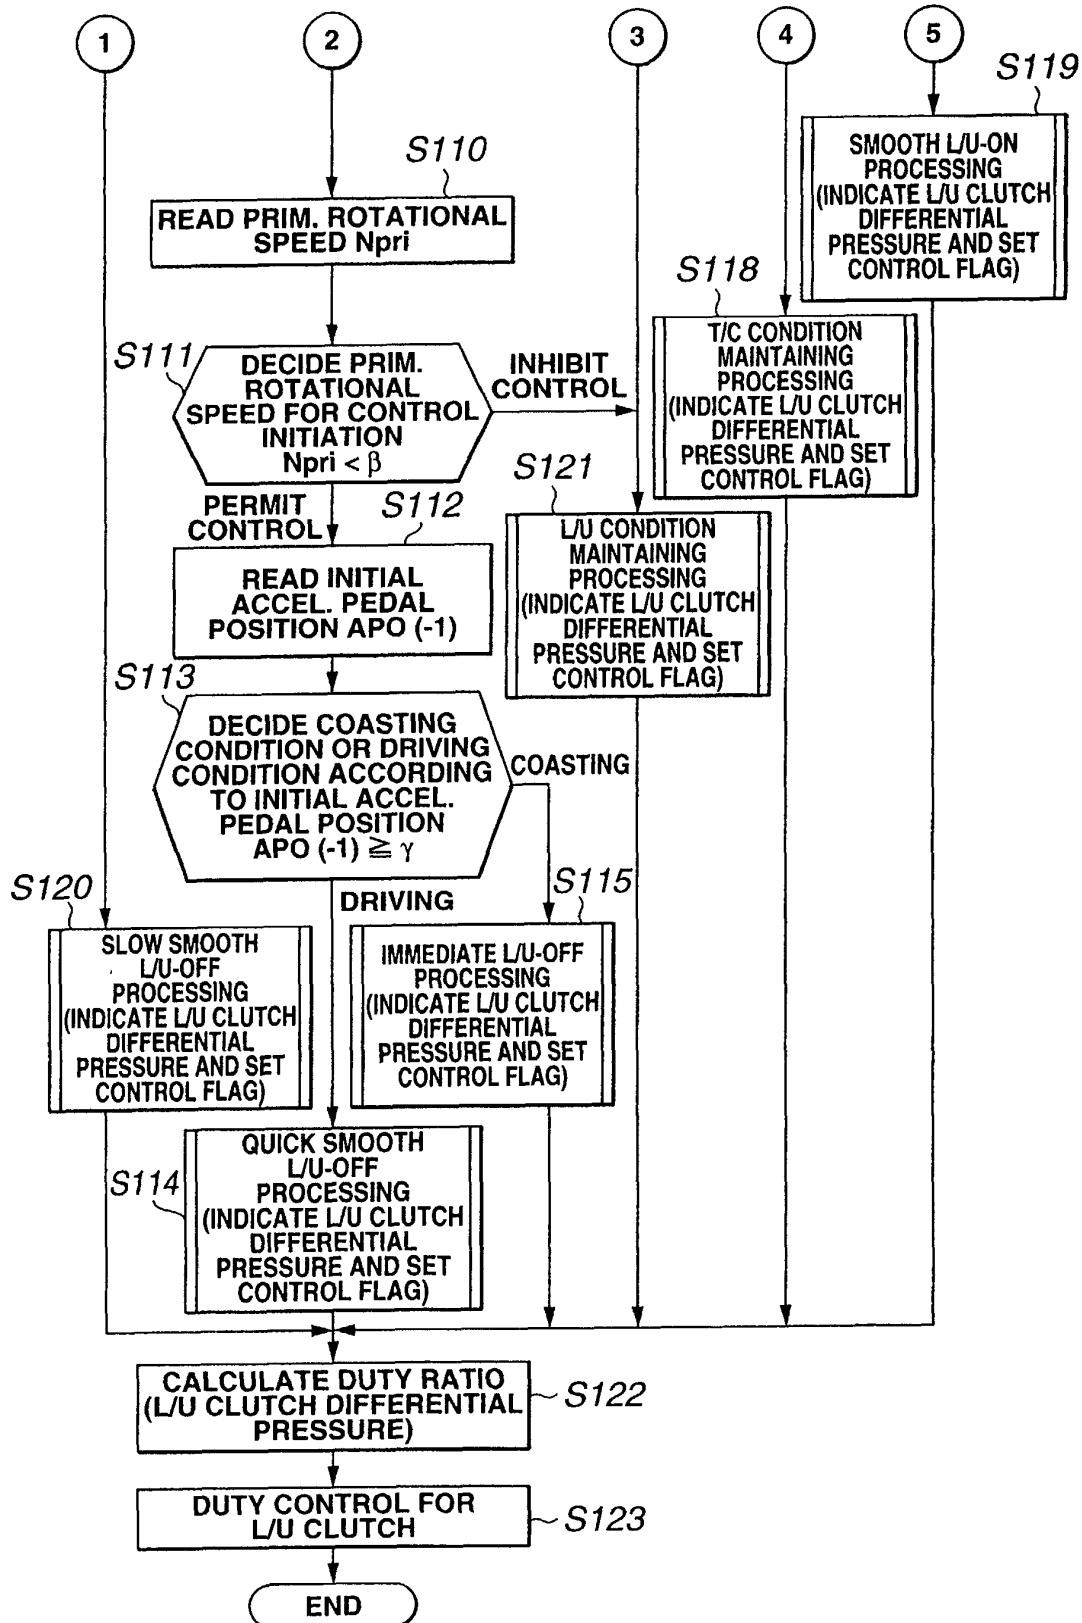 1
2
3
4
5
S119
SMOOTH L/U-ON
PROCESSING
(INDICATE L/U CLUTCH
DIFFERENTIAL
PRESSURE AND SET
CONTROL FLAG)
S110
READ PRIM. ROTATIONAL
SPEED Npri
S118
T/C CONDITION
MAINTAINING
PROCESSING
(INDICATE L/U CLUTCH
DIFFERENTIAL
PRESSURE AND SET
CONTROL FLAG)
S111
DECIDE PRIM.
ROTATIONAL
SPEED FOR CONTROL
INITIATION
Npri < β
INHIBIT
CONTROL
S121
L/U CONDITION
MAINTAINING
PROCESSING
(INDICATE L/U CLUTCH
DIFFERENTIAL
PRESSURE AND SET
CONTROL FLAG)
PERMIT
CONTROL
S112
READ INITIAL
ACCEL. PEDAL
POSITION APO (-1)
S113
DECIDE COASTING
CONDITION OR DRIVING
CONDITION ACCORDING
TO INITIAL ACCEL.
PEDAL POSITION
APO (-1) ≧ γ
COASTING
DRIVING
S120
SLOW SMOOTH
L/U-OFF
PROCESSING
(INDICATE L/U CLUTCH
DIFFERENTIAL
PRESSURE AND SET
CONTROL FLAG)
S115
IMMEDIATE L/U-OFF
PROCESSING
(INDICATE L/U CLUTCH
DIFFERENTIAL
PRESSURE AND SET
CONTROL FLAG)
S114
QUICK SMOOTH
L/U-OFF
PROCESSING
(INDICATE L/U CLUTCH
DIFFERENTIAL
PRESSURE AND SET
CONTROL FLAG)
CALCULATE DUTY RATIO
(L/U CLUTCH DIFFERENTIAL
PRESSURE)
S122
DUTY CONTROL FOR
L/U CLUTCH
S123
END